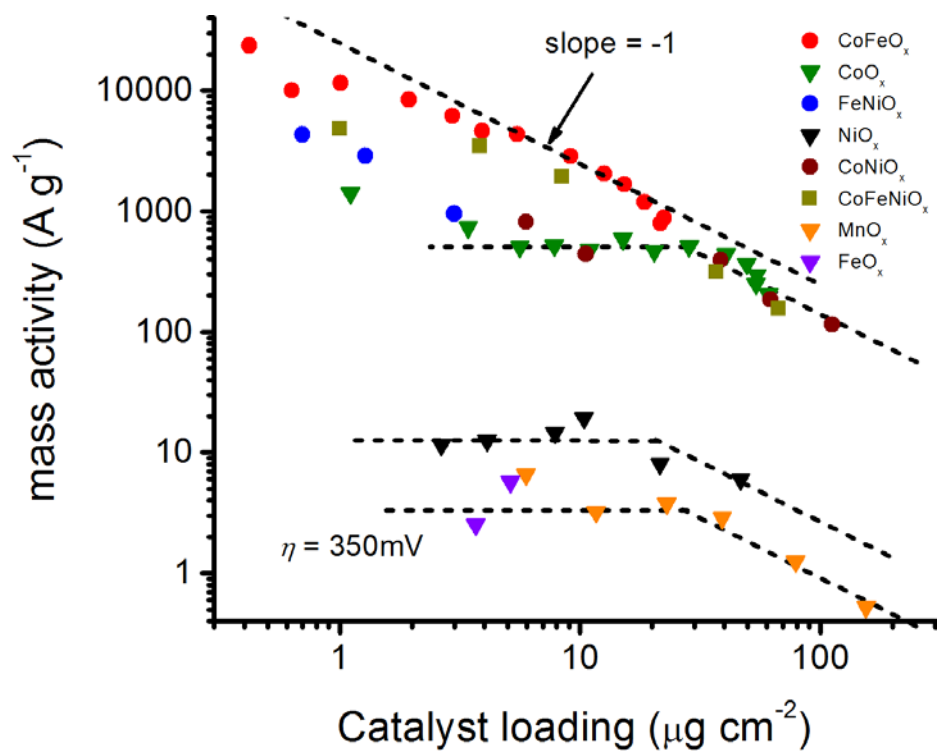 slope = -1
CoFeOₓ
CoOₓ
FeNiOₓ
NiOₓ
CoNiOₓ
CoFeNiOₓ
MnOₓ
FeOₓ
mass activity (A g⁻¹)
10000
1000
100
10
1
η = 350mV
1
10
100
Catalyst loading (μg cm⁻²)